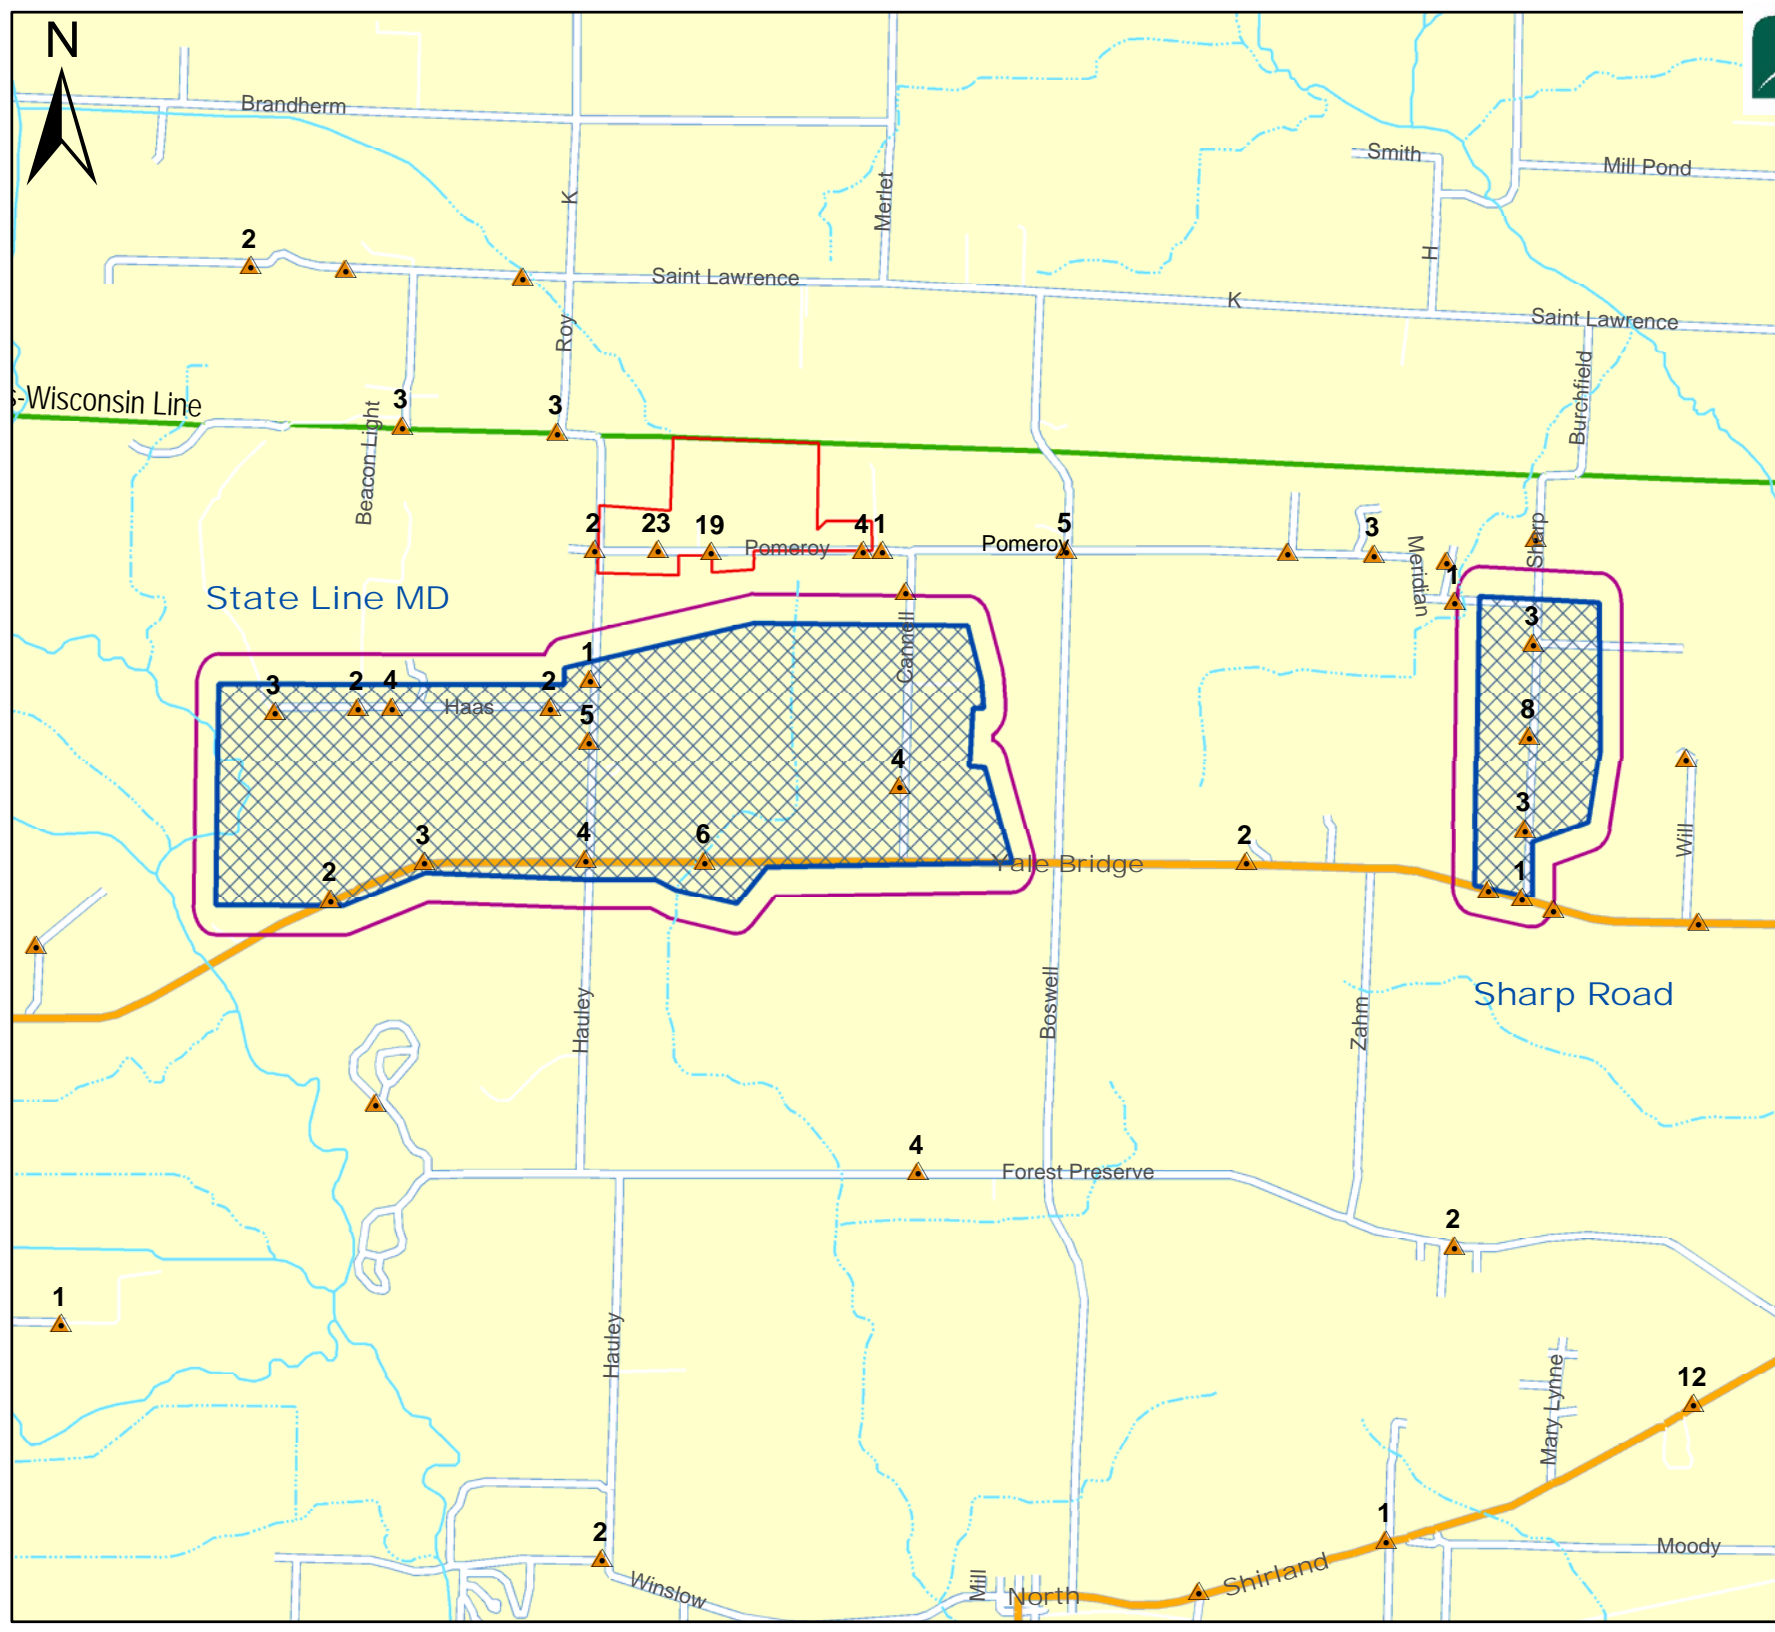 N
Brandherm
Smith
Mill Pond
K
Merlet
2
H
Saint Lawrence
K
Saint Lawrence
Roy
s-Wisconsin Line
3
3
Beacon Light
Burchfield
2
23
19
Pomeroy
4
1
Pomeroy
5
3
Meridian
Sharp
1
State Line MD
Cannell
3
1
3
2
4
Haas
2
5
8
4
3
3
4
6
2
Will
2
Yale Bridge
1
Sharp Road
Hauley
Boswell
Zahm
4
Forest Preserve
2
1
Hauley
Mary Lynne
12
1
2
Moody
Winslow
Mill
North
Shirland